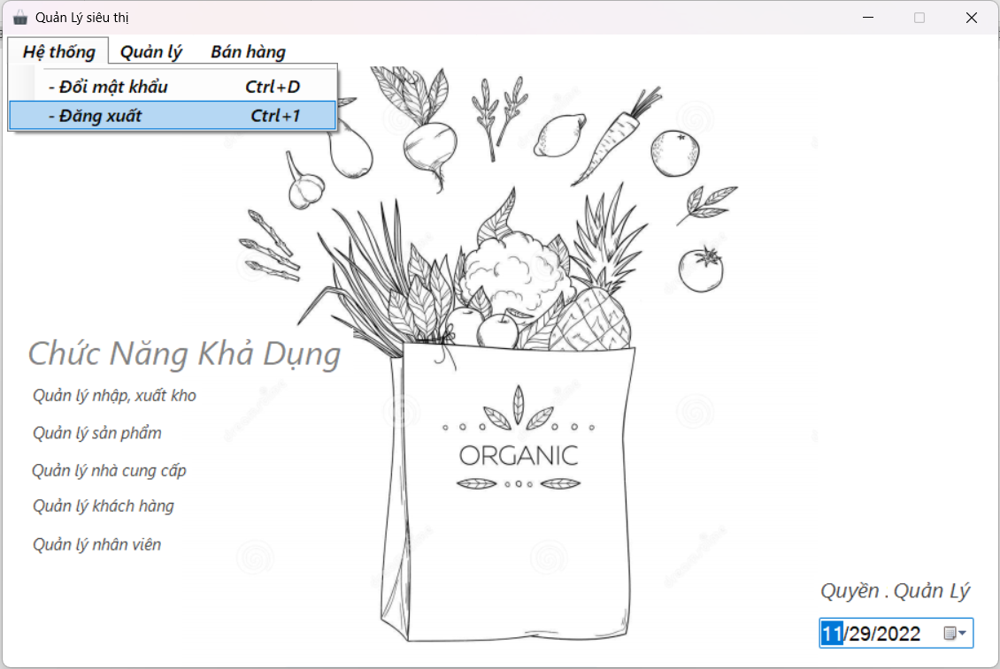 Quản Lý siêu thị
Hệ thống Quản lý Bán hàng
- Đổi mật khẩu Ctrl+D
- Đăng xuất Ctrl+1
Chức Năng Khả Dụng
Quản lý nhập, xuất kho
Quản lý sản phẩm
Quản lý nhà cung cấp
Quản lý khách hàng
Quản lý nhân viên
ORGANIC
Quyền . Quản Lý
11/29/2022